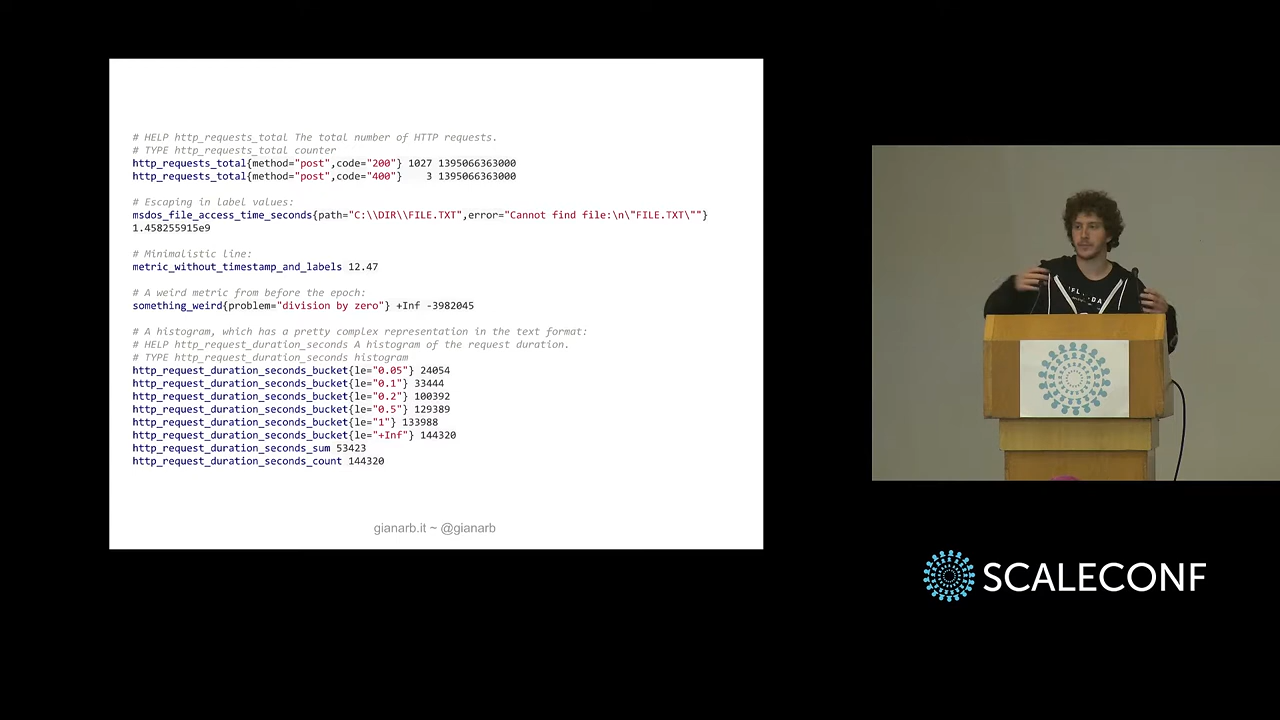 # HELP http_requests_total The total number of HTTP requests.
# TYPE http_requests_total counter
http_requests_total{method="post",code="200"} 1027 1395066363000
http_requests_total{method="post",code="400"}    3 1395066363000
# Escaping in label values:
msdos_file_access_time_seconds{path="C:\\DIR\\FILE.TXT",error="Cannot find file:\n\"FILE.TXT\""}
1.458255915e9
# Minimalistic line:
metric_without_timestamp_and_labels 12.47
# A weird metric from before the epoch:
something_weird{problem="division by zero"} +Inf -3982045
# A histogram, which has a pretty complex representation in the text format:
# HELP http_request_duration_seconds A histogram of the request duration.
# TYPE http_request_duration_seconds histogram
http_request_duration_seconds_bucket{le="0.05"} 24054
http_request_duration_seconds_bucket{le="0.1"} 33444
http_request_duration_seconds_bucket{le="0.2"} 100392
http_request_duration_seconds_bucket{le="0.5"} 129389
http_request_duration_seconds_bucket{le="1"} 133988
http_request_duration_seconds_bucket{le="+Inf"} 144320
http_request_duration_seconds_sum 53423
http_request_duration_seconds_count 144320
gianarb.it ~ @gianarb
SCALECONF